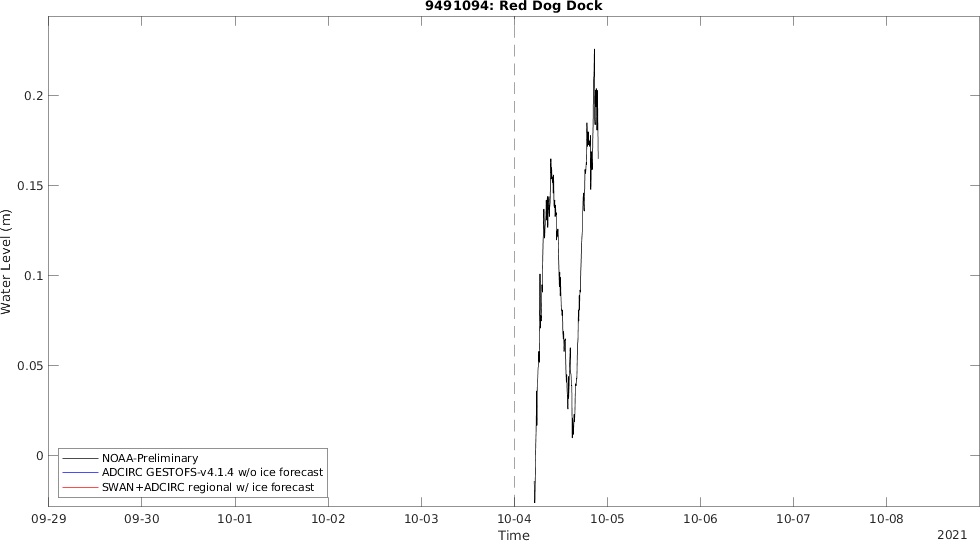 9491094: Red Dog Dock
0.2
0.15
0.1
0.05
0
Water Level (m)
NOAA-Preliminary
ADCIRC GESTOFS-v4.1.4 w/o ice forecast
SWAN+ADCIRC regional w/ ice forecast
09-29 09-30 10-01 10-02 10-03 10-04 10-05 10-06 10-07 10-08
Time
2021